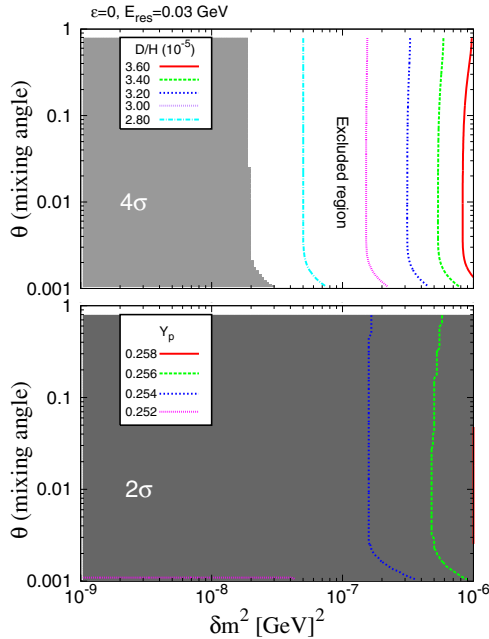 ε=0, E_res=0.03 GeV
D/H (10^-5)
3.60
3.40
3.20
3.00
2.80
4σ
Excluded region
1
0.1
0.01
0.001
θ (mixing angle)
Y_p
0.258
0.256
0.254
0.252
2σ
1
0.1
0.01
0.001
θ (mixing angle)
10^-9
10^-8
10^-7
10^-6
δm^2 [GeV]^2